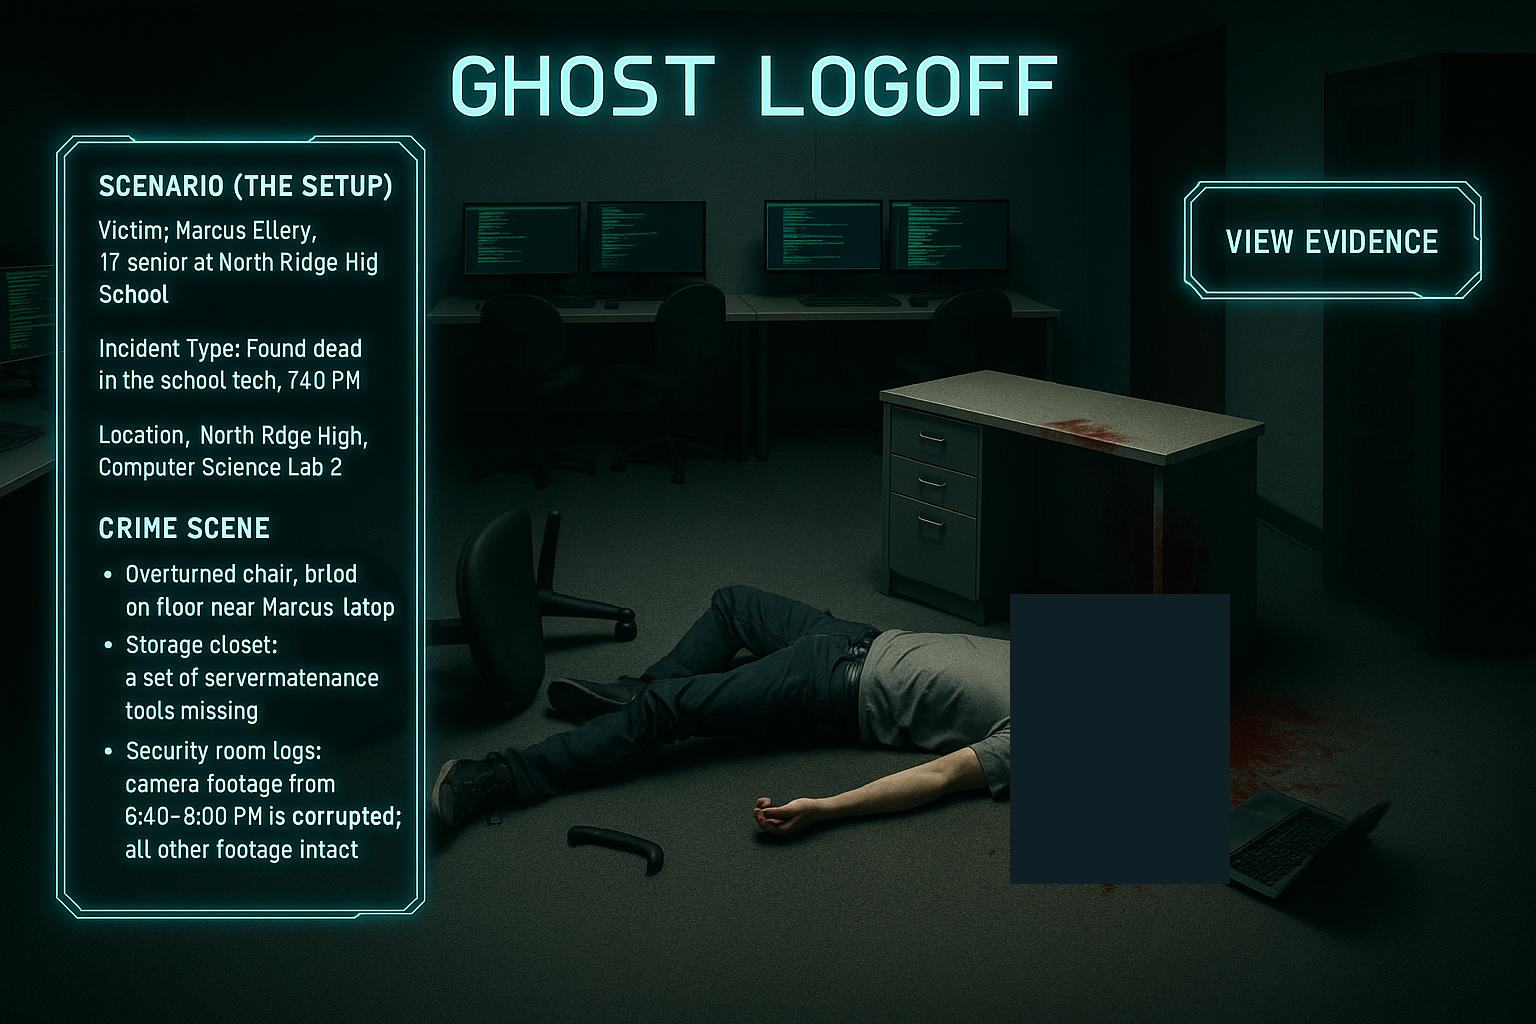 GHOST LOGOFF
SCENARIO (THE SETUP)
Victim; Marcus Ellery,
17 senior at North Ridge Hig
School
Incident Type: Found dead
in the school tech, 740 PM
Location, North Rdge High,
Computer Science Lab 2
CRIME SCENE
• Overturned chair, brlod
on floor near Marcus latop
• Storage closet:
a set of servermatenance
tools missing
• Security room logs:
camera footage from
6:40–8:00 PM is corrupted;
all other footage intact
VIEW EVIDENCE